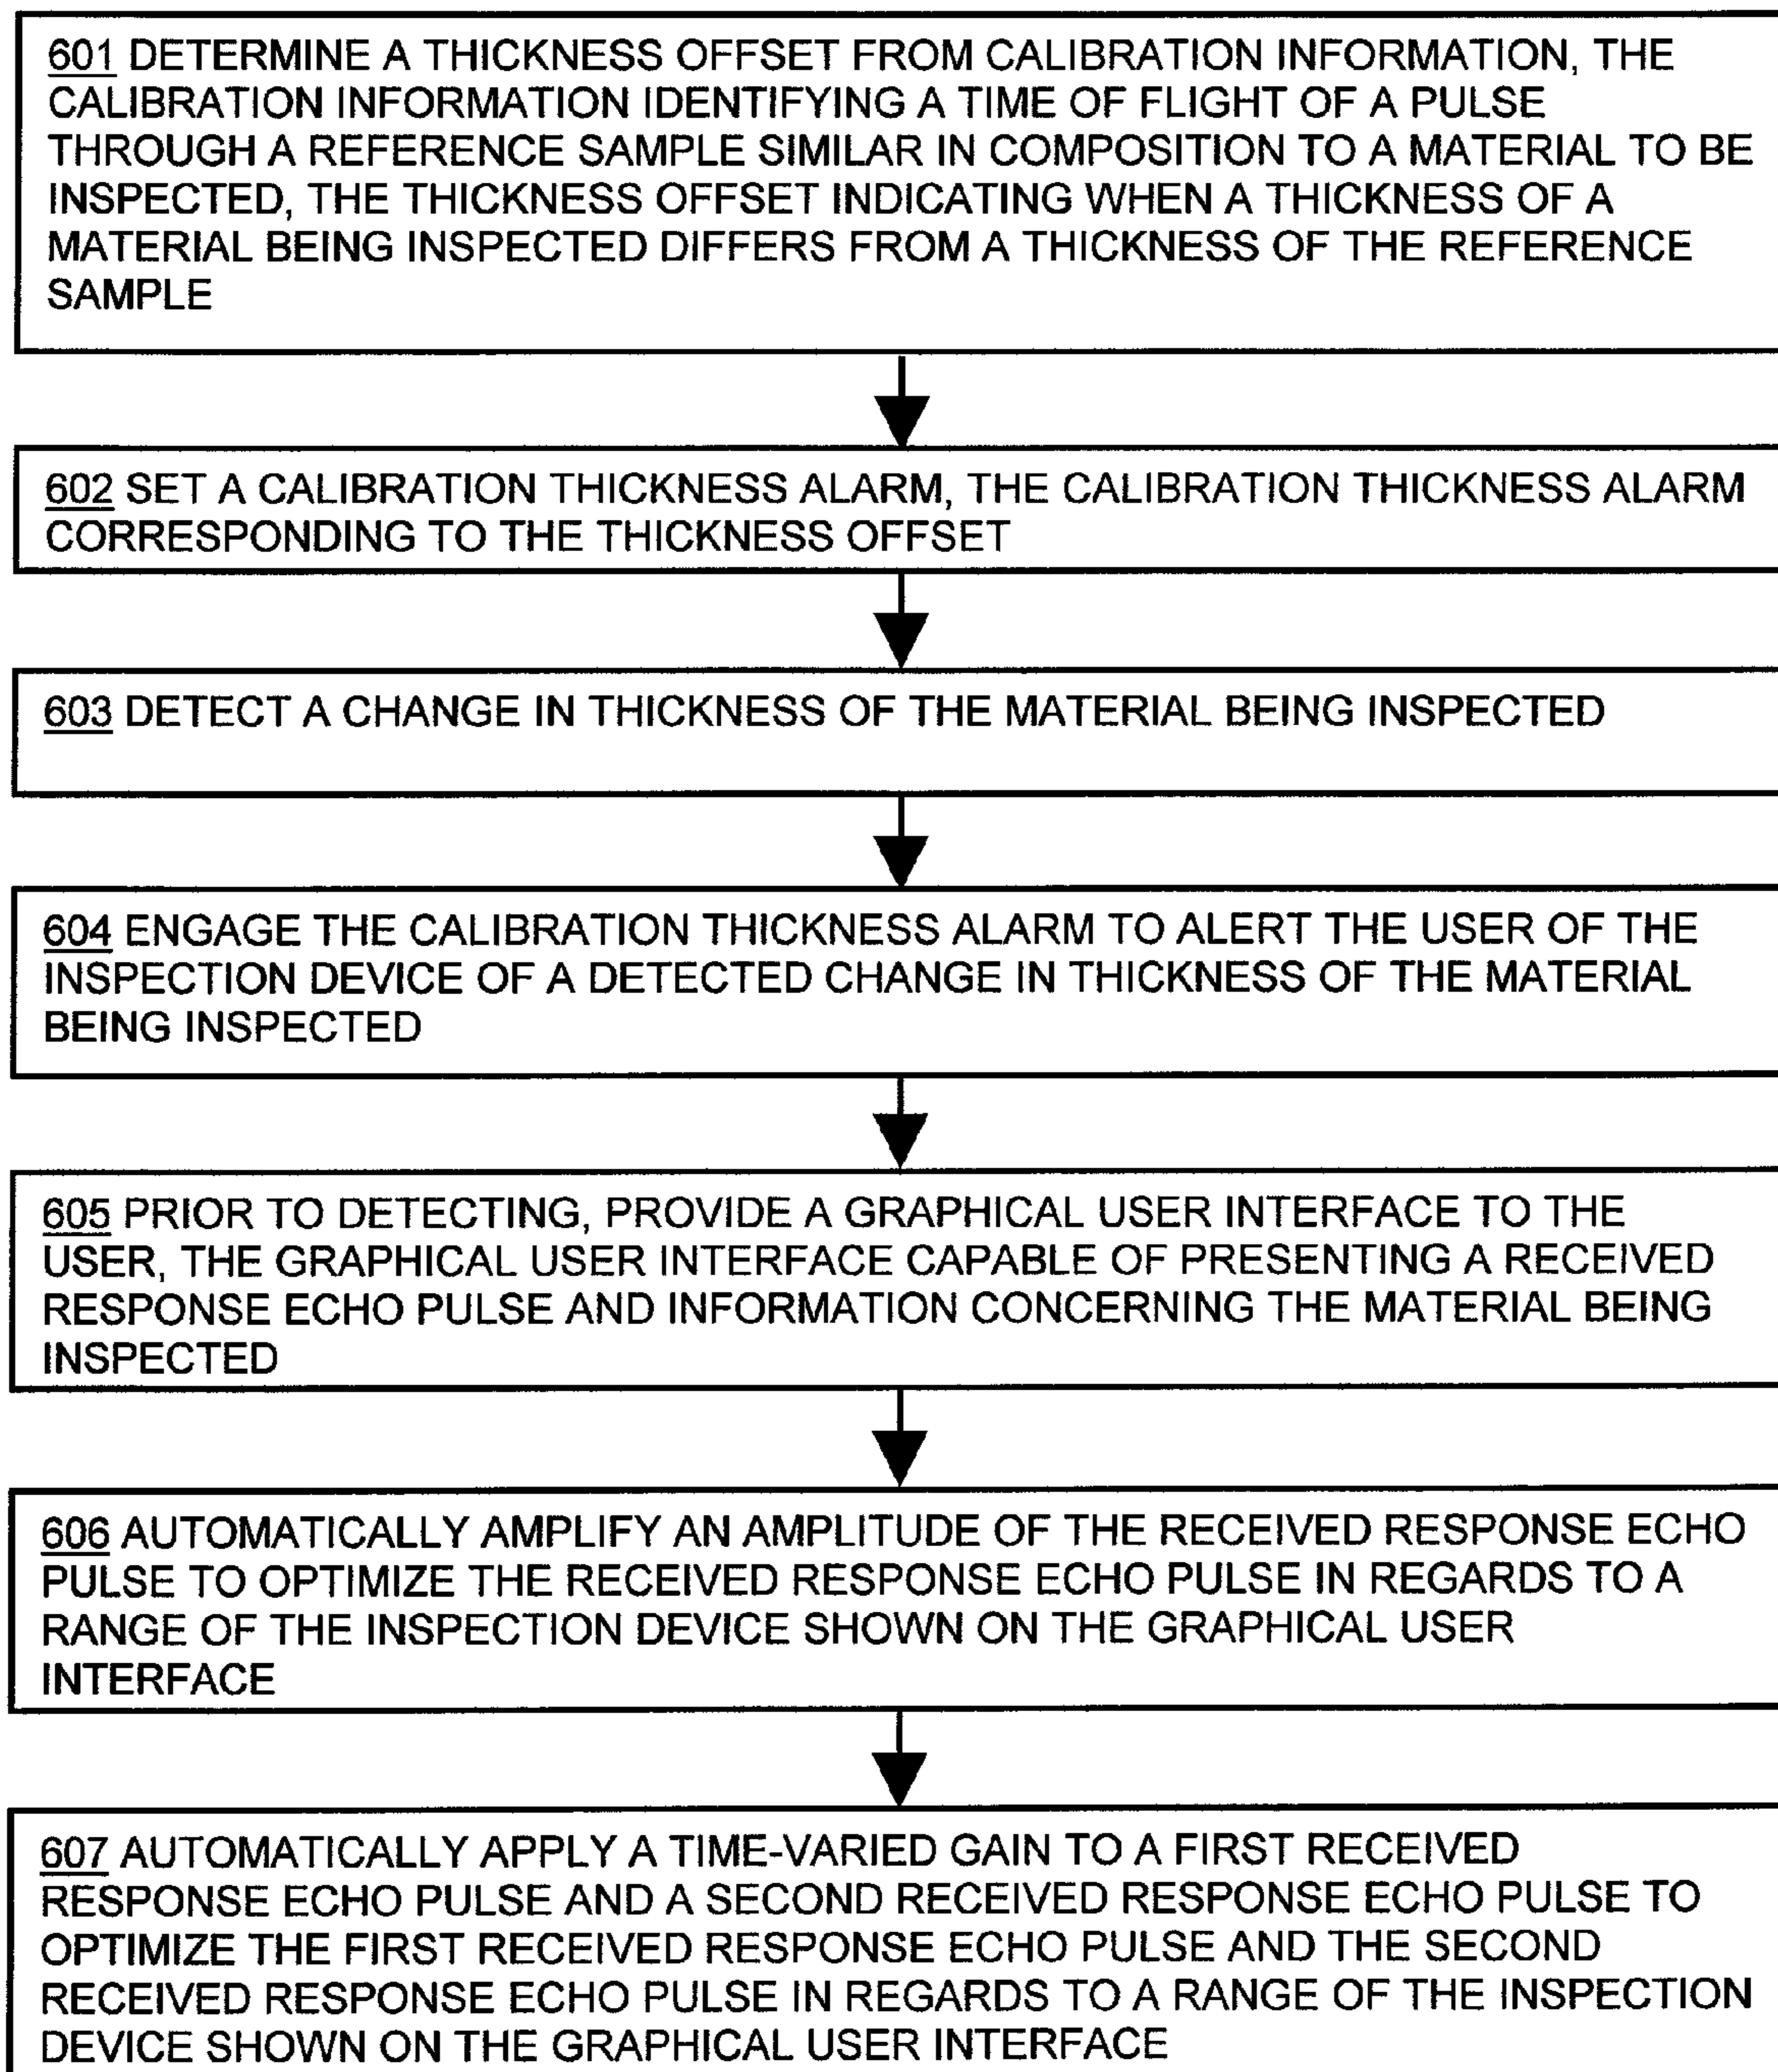 601 DETERMINE A THICKNESS OFFSET FROM CALIBRATION INFORMATION, THE
CALIBRATION INFORMATION IDENTIFYING A TIME OF FLIGHT OF A PULSE
THROUGH A REFERENCE SAMPLE SIMILAR IN COMPOSITION TO A MATERIAL TO BE
INSPECTED, THE THICKNESS OFFSET INDICATING WHEN A THICKNESS OF A
MATERIAL BEING INSPECTED DIFFERS FROM A THICKNESS OF THE REFERENCE
SAMPLE
602 SET A CALIBRATION THICKNESS ALARM, THE CALIBRATION THICKNESS ALARM
CORRESPONDING TO THE THICKNESS OFFSET
603 DETECT A CHANGE IN THICKNESS OF THE MATERIAL BEING INSPECTED
604 ENGAGE THE CALIBRATION THICKNESS ALARM TO ALERT THE USER OF THE
INSPECTION DEVICE OF A DETECTED CHANGE IN THICKNESS OF THE MATERIAL
BEING INSPECTED
605 PRIOR TO DETECTING, PROVIDE A GRAPHICAL USER INTERFACE TO THE
USER, THE GRAPHICAL USER INTERFACE CAPABLE OF PRESENTING A RECEIVED
RESPONSE ECHO PULSE AND INFORMATION CONCERNING THE MATERIAL BEING
INSPECTED
606 AUTOMATICALLY AMPLIFY AN AMPLITUDE OF THE RECEIVED RESPONSE ECHO
PULSE TO OPTIMIZE THE RECEIVED RESPONSE ECHO PULSE IN REGARDS TO A
RANGE OF THE INSPECTION DEVICE SHOWN ON THE GRAPHICAL USER
INTERFACE
607 AUTOMATICALLY APPLY A TIME-VARIED GAIN TO A FIRST RECEIVED
RESPONSE ECHO PULSE AND A SECOND RECEIVED RESPONSE ECHO PULSE TO
OPTIMIZE THE FIRST RECEIVED RESPONSE ECHO PULSE AND THE SECOND
RECEIVED RESPONSE ECHO PULSE IN REGARDS TO A RANGE OF THE INSPECTION
DEVICE SHOWN ON THE GRAPHICAL USER INTERFACE